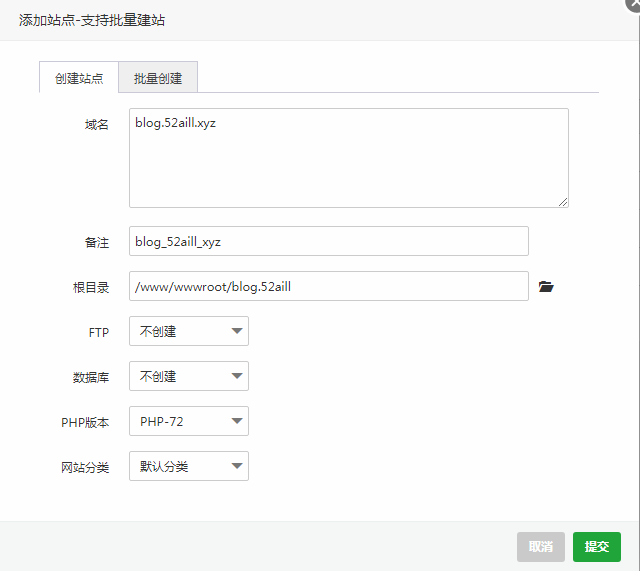 添加站点-支持批量建站
创建站点
批量创建
域名
blog.52aill.xyz
备注
blog_52aill_xyz
根目录
/www/wwwroot/blog.52aill
FTP
不创建
数据库
不创建
PHP版本
PHP-72
网站分类
默认分类
取消
提交